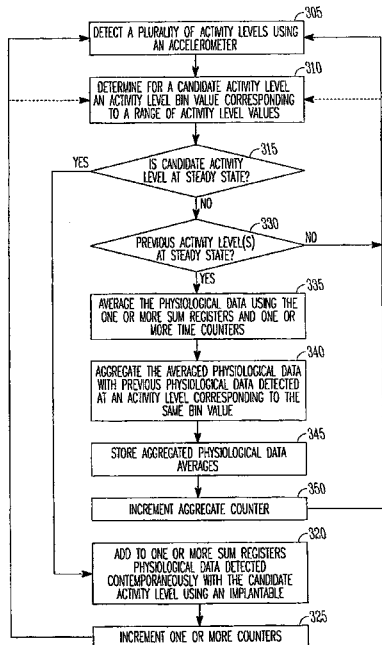 305
DETECT A PLURALITY OF ACTIVITY LEVELS USING
AN ACCELEROMETER
310
DETERMINE FOR A CANDIDATE ACTIVITY LEVEL
AN ACTIVITY LEVEL BIN VALUE CORRESPONDING
TO A RANGE OF ACTIVITY LEVEL VALUES
315
YES
IS CANDIDATE ACTIVITY
LEVEL AT STEADY STATE?
NO
330
PREVIOUS ACTIVITY LEVEL(S)
AT STEADY STATE?
NO
YES
335
AVERAGE THE PHYSIOLOGICAL DATA USING THE
ONE OR MORE SUM REGISTERS AND ONE OR
MORE TIME COUNTERS
340
AGGREGATE THE AVERAGED PHYSIOLOGICAL DATA
WITH PREVIOUS PHYSIOLOGICAL DATA DETECTED
AT AN ACTIVITY LEVEL CORRESPONDING TO THE
SAME BIN VALUE
345
STORE AGGREGATED PHYSIOLOGICAL DATA
AVERAGES
350
INCREMENT AGGREGATE COUNTER
320
ADD TO ONE OR MORE SUM REGISTERS
PHYSIOLOGICAL DATA DETECTED
CONTEMPORANEOUSLY WITH THE CANDIDATE
ACTIVITY LEVEL USING AN IMPLANTABLE
325
INCREMENT ONE OR MORE COUNTERS